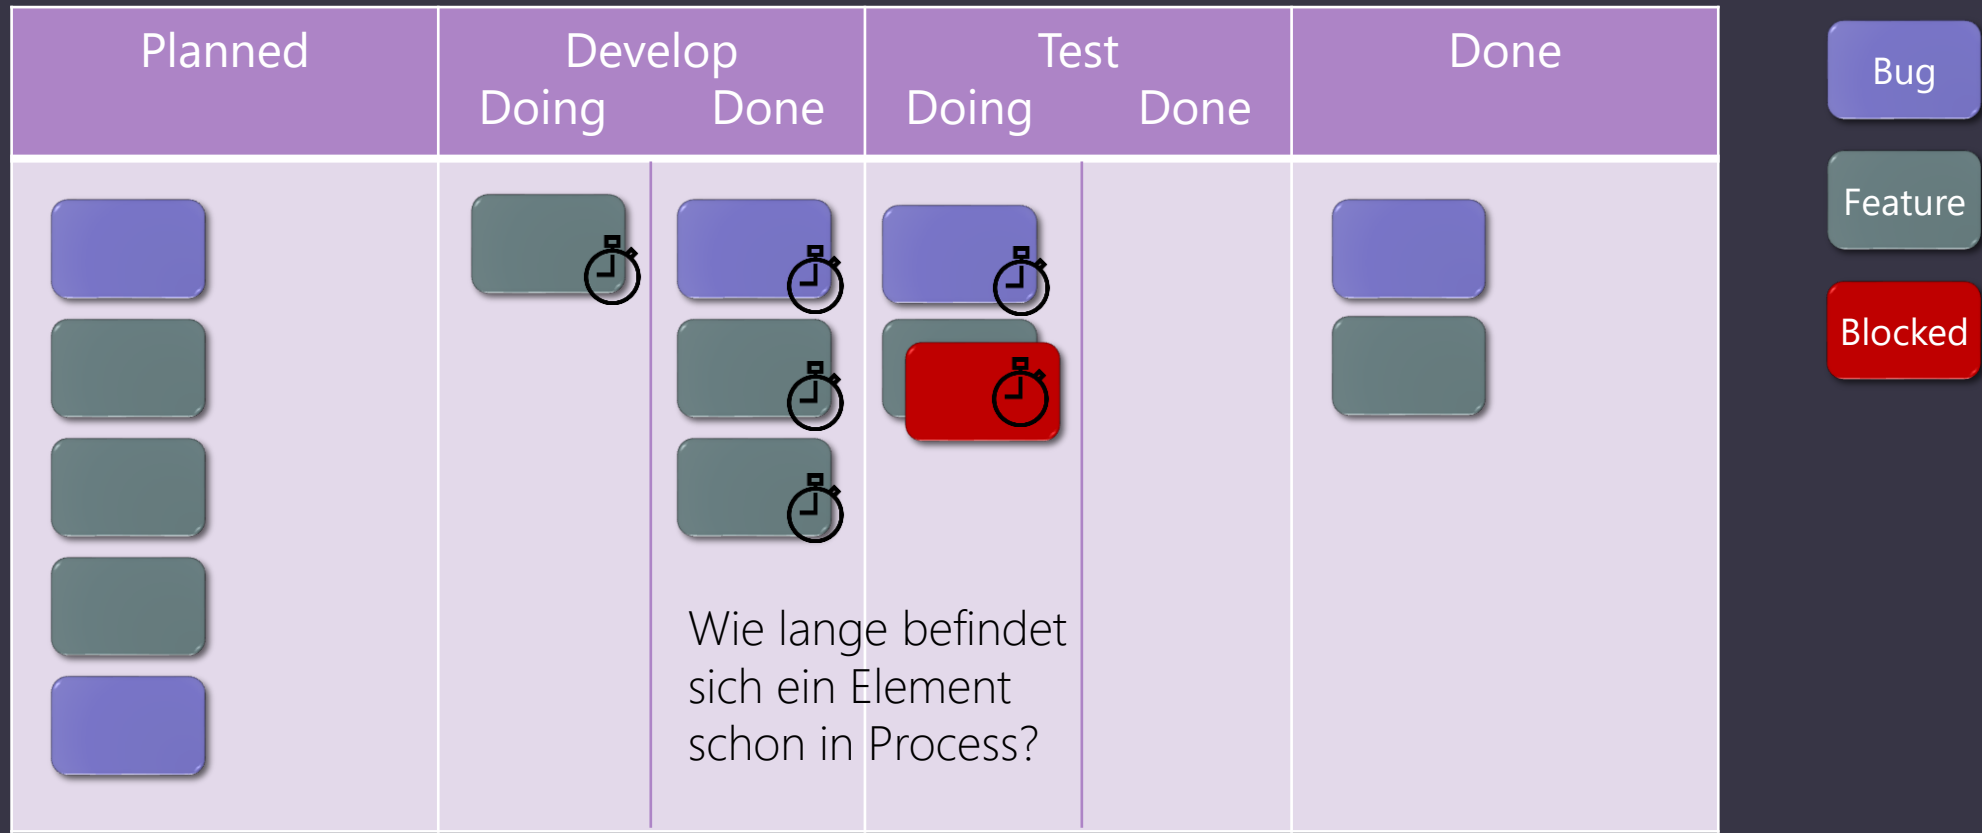 Planned
Develop
Test
Done
Doing
Done
Doing
Done
Bug
Feature
Blocked
Wie lange befindet
sich ein Element
schon in Process?